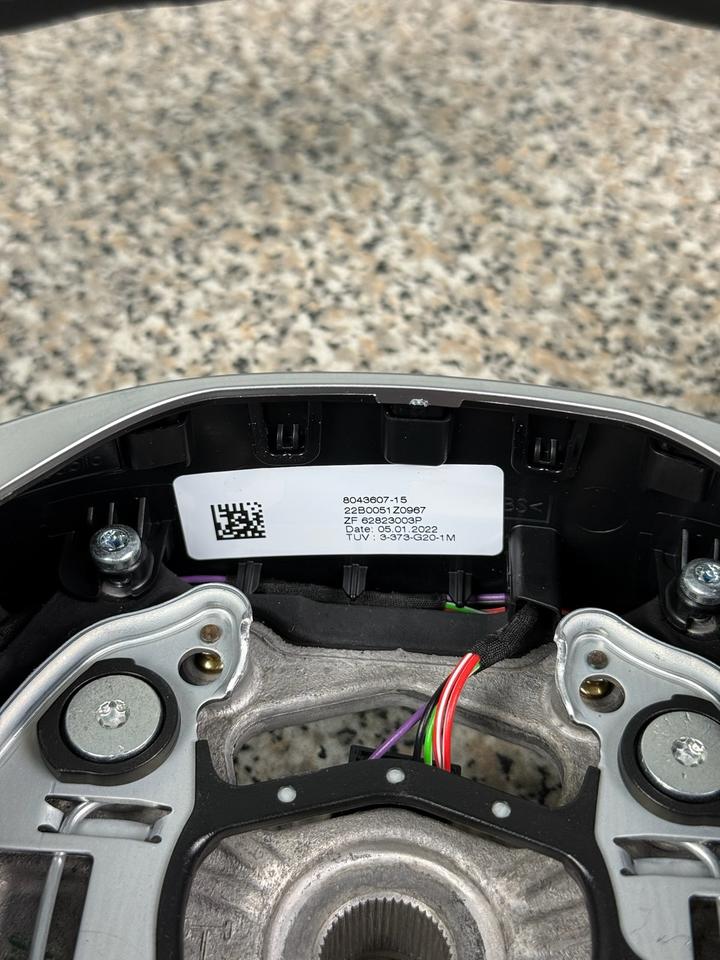 8043607-15
22B0051Z0967
ZF 62823003P
Date: 05.01.2022
TUV : 3-373-G20-1M